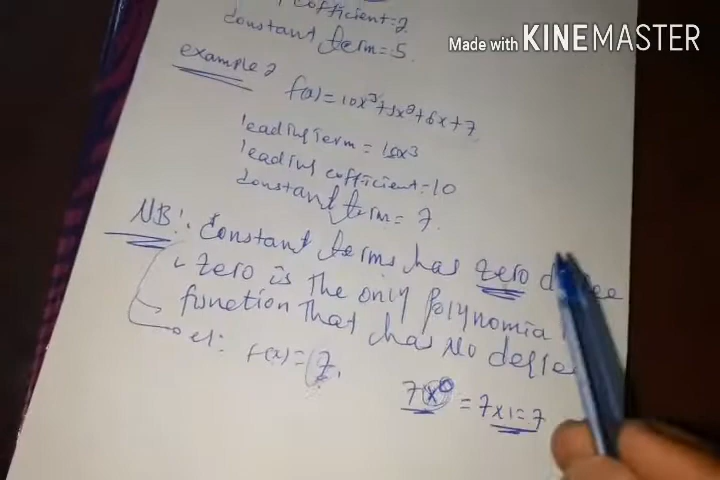 coefficient=2
constant term=5.
Made with KINEMASTER
example 2
f(x)=10x³+5x²+6x+7
leading term = 10x³
leading coefficient=10
constant term= 7.
NB: Constant terms has zero degree
zero is the only polynomial
function that has No degree
f(x)=7.
7x⁰ = 7x1=7